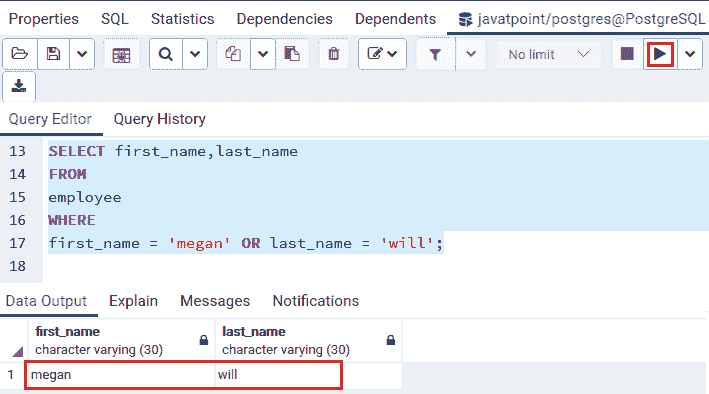 Properties SQL Statistics Dependencies Dependents javatpoint/postgres@PostgreSQL
No limit
Query Editor Query History
13 SELECT first_name,last_name
14 FROM
15 employee
16 WHERE
17 first_name = 'megan' OR last_name = 'will';
18
Data Output Explain Messages Notifications
first_name last_name
character varying (30) character varying (30)
1 megan will